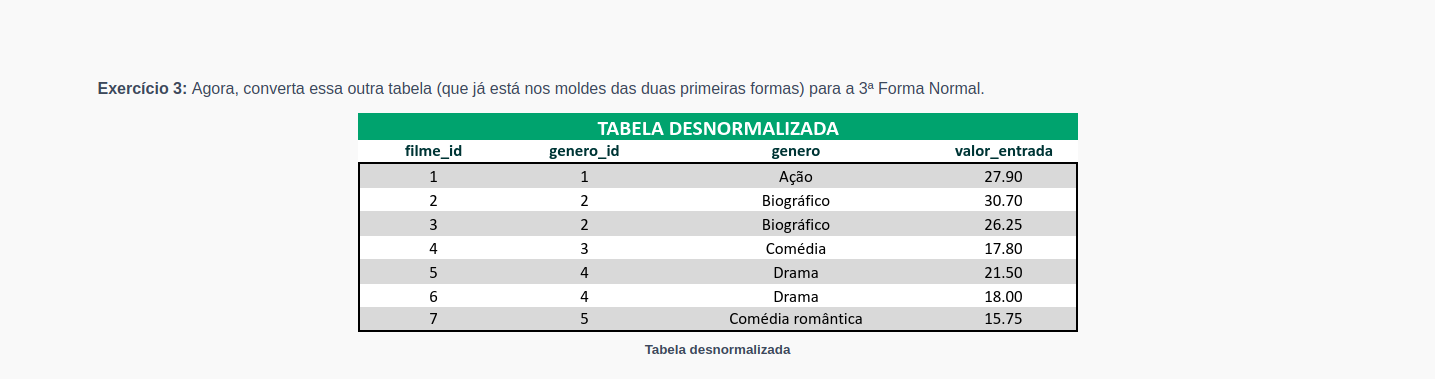 Exercício 3: Agora, converta essa outra tabela (que já está nos moldes das duas primeiras formas) para a 3ª Forma Normal.
TABELA DESNORMALIZADA
filme_id genero_id genero valor_entrada
1 1 Ação 27.90
2 2 Biográfico 30.70
3 2 Biográfico 26.25
4 3 Comédia 17.80
5 4 Drama 21.50
6 4 Drama 18.00
7 5 Comédia romântica 15.75
Tabela desnormalizada